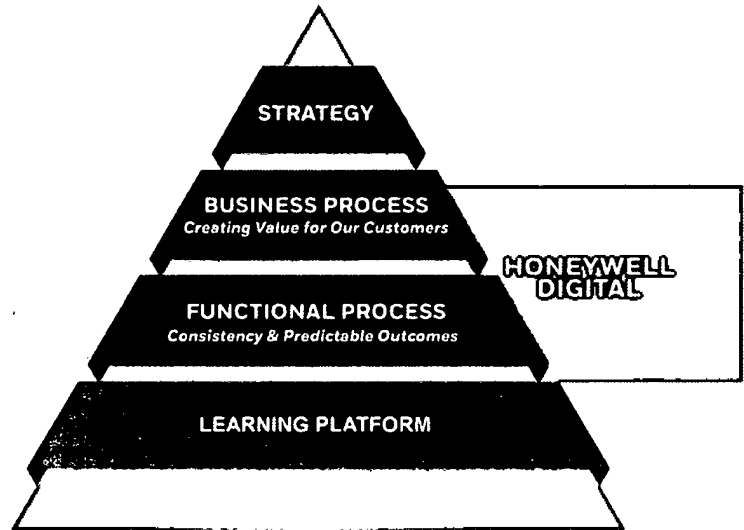 STRATEGY
BUSINESS PROCESS
Creating Value for Our Customers
HONEYWELL
DIGITAL
FUNCTIONAL PROCESS
Consistency & Predictable Outcomes
LEARNING PLATFORM